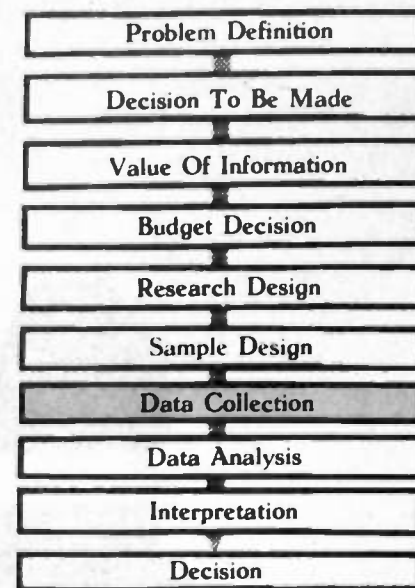 Problem Definition
Decision To Be Made
Value Of Information
Budget Decision
Research Design
Sample Design
Data Collection
Data Analysis
Interpretation
Decision